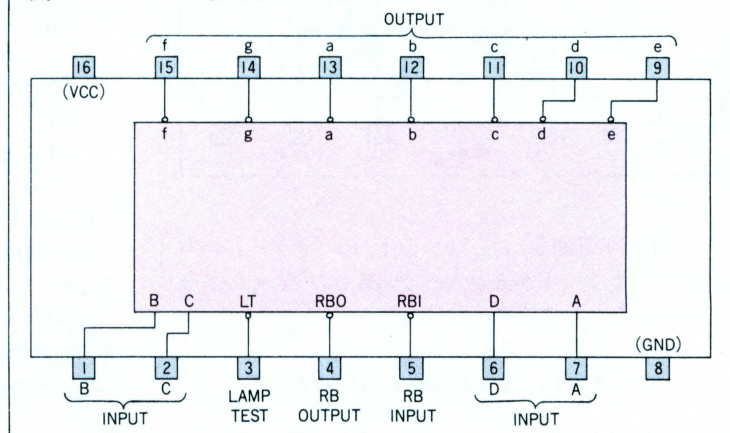 OUTPUT
f g a b c d e
16 15 14 13 12 11 10 9
(VCC)
f g a b c d e
B C LT RBO RBI D A
(GND)
1 2 3 4 5 6 7 8
B C LAMP TEST RB OUTPUT RB INPUT D A
INPUT INPUT